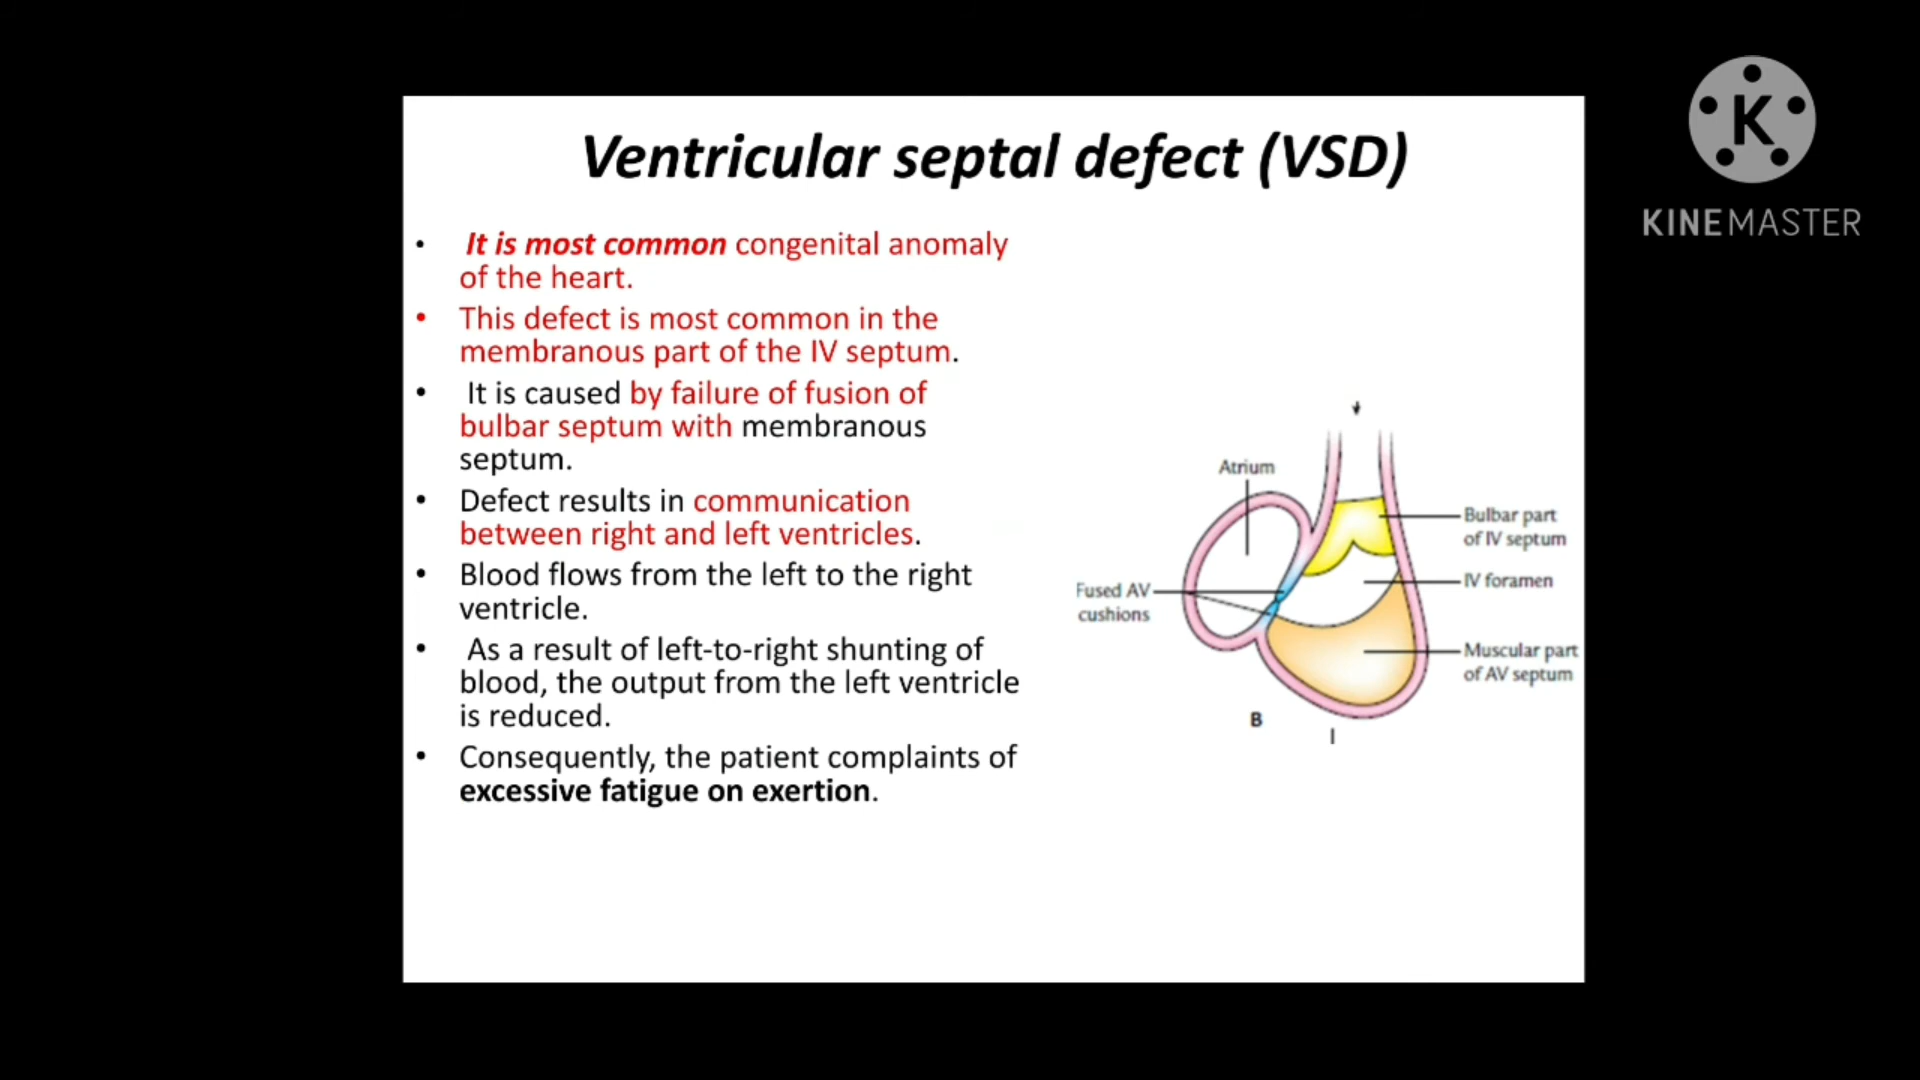 Ventricular septal defect (VSD)
• It is most common congenital anomaly
of the heart.
• This defect is most common in the
membranous part of the IV septum.
• It is caused by failure of fusion of
bulbar septum with membranous
septum.
• Defect results in communication
between right and left ventricles.
• Blood flows from the left to the right
ventricle.
• As a result of left-to-right shunting of
blood, the output from the left ventricle
is reduced.
• Consequently, the patient complaints of
excessive fatigue on exertion.
Atrium
Bulbar part
of IV septum
IV foramen
Fused AV
cushions
Muscular part
of AV septum
B
I
K
KINEMASTER